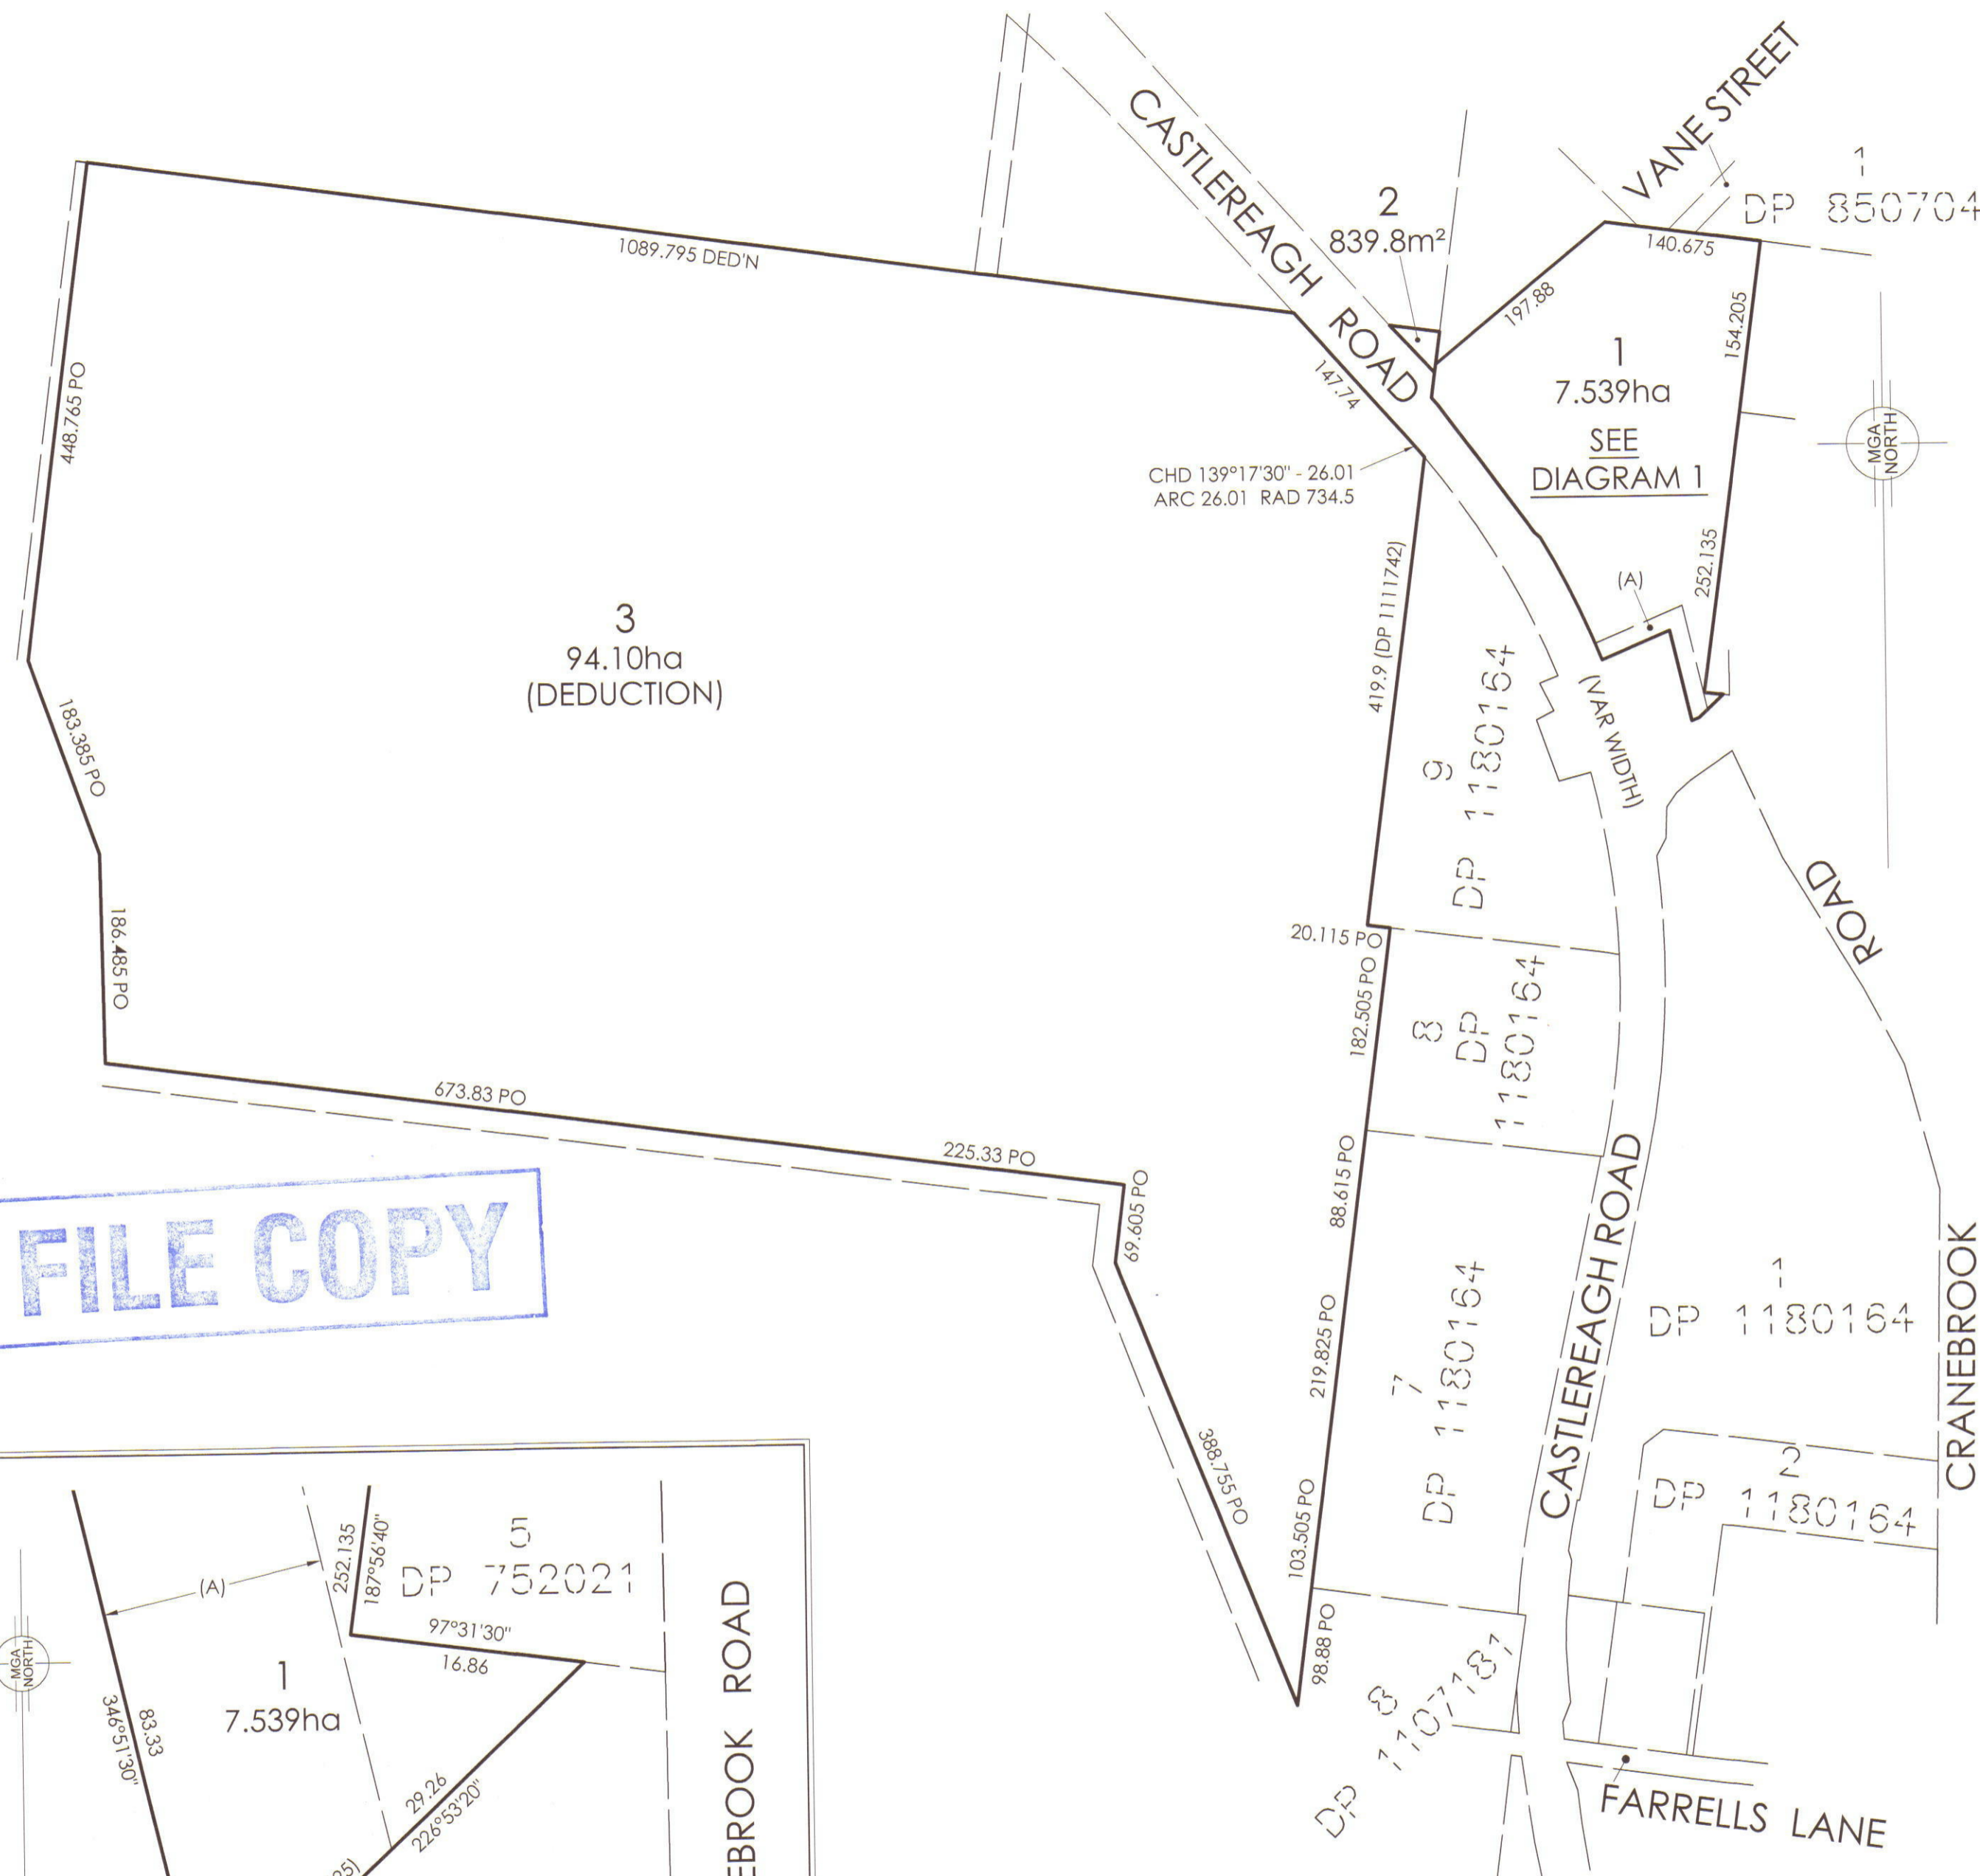 VANE STREET
1
DP 850704
CASTLEREAGH ROAD
2
839.8m²
140.675
1089.795 DED'N
197.88
154.205
1
7.539ha
SEE
DIAGRAM 1
MGA
NORTH
448.765 PO
147.74
CHD 139°17'30" - 26.01
ARC 26.01 RAD 734.5
419.9 (DP 1111742)
252.135
(A)
3
94.10ha
(DEDUCTION)
183.385 PO
9
DP 1180164
(VAR WIDTH)
ROAD
186.485 PO
20.115 PO
182.505 PO
8
DP
1180164
673.83 PO
225.33 PO
69.605 PO
88.615 PO
CASTLEREAGH ROAD
FILE COPY
219.825 PO
7
DP 1180164
1
DP 1180164
CRANEBROOK
388.755 PO
103.505 PO
2
DP 1180164
98.88 PO
8
DP 1107187
FARRELLS LANE
252.135
187°56'40"
5
DP 752021
(A)
97°31'30"
16.86
MGA
NORTH
1
7.539ha
83.33
346°51'30"
29.26
226°53'20"
EBROOK ROAD